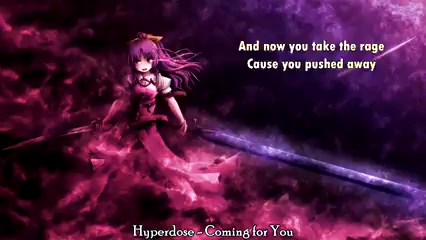 And now you take the rage
Cause you pushed away
Hyperdose - Coming for You